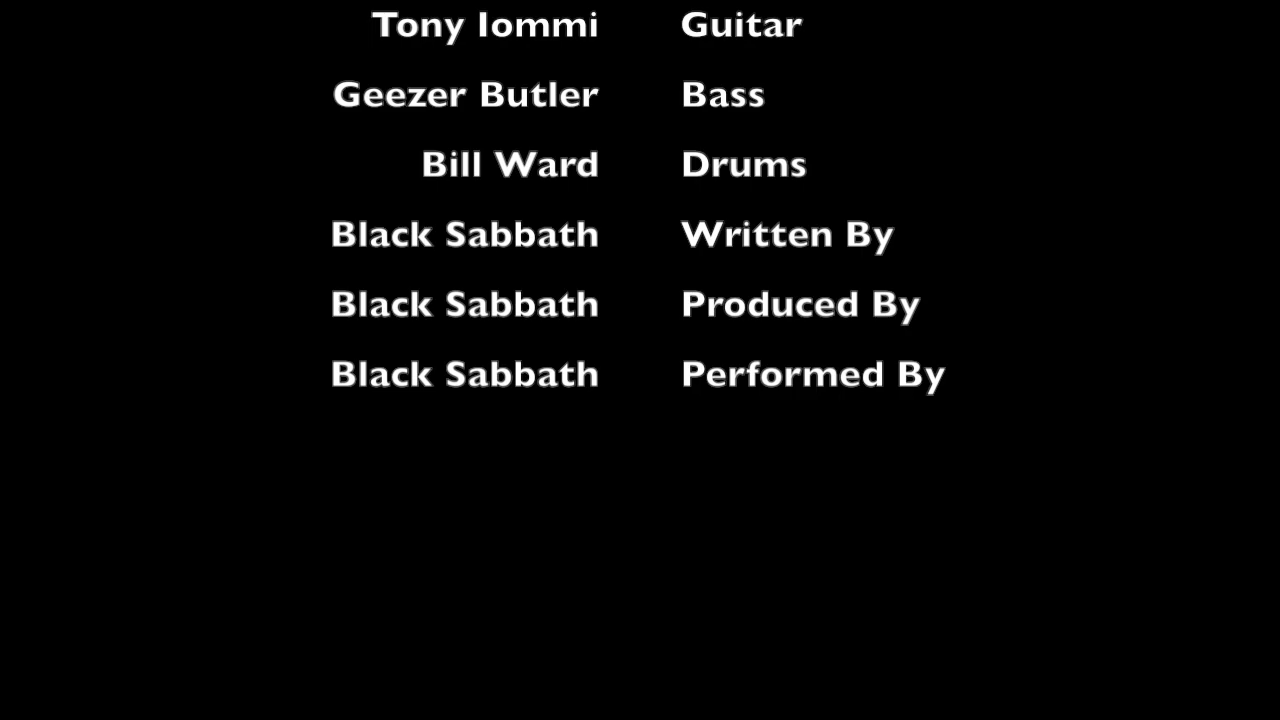 Tony Iommi Guitar
Geezer Butler Bass
Bill Ward Drums
Black Sabbath Written By
Black Sabbath Produced By
Black Sabbath Performed By